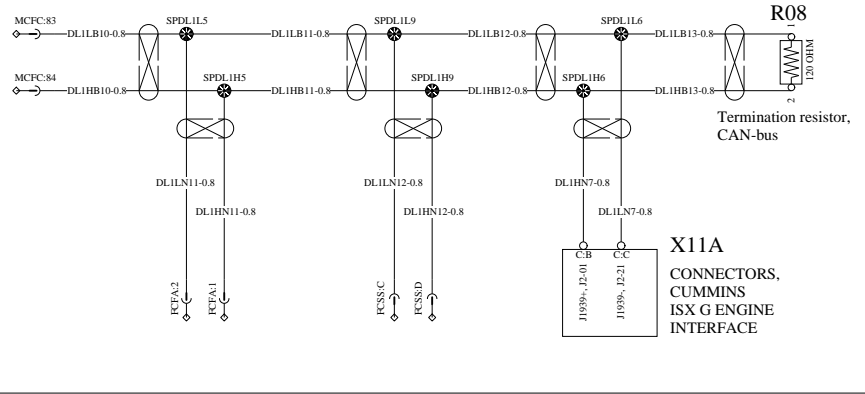 MCFC:83
DL1LB10-0.8
SPDL1L5
DL1LB11-0.8
SPDL1L9
DL1LB12-0.8
SPDL1L6
DL1LB13-0.8
R08
1
120 OHM
2
MCFC:84
DL1HB10-0.8
SPDL1H5
DL1HB11-0.8
SPDL1H9
DL1HB12-0.8
SPDL1H6
DL1HB13-0.8
Termination resistor,
CAN-bus
DL1LN11-0.8
DL1HN11-0.8
DL1LN12-0.8
DL1HN12-0.8
DL1HN7-0.8
DL1LN7-0.8
FCFA:2
FCFA:1
FCSS:C
FCSS:D
C:B
C:C
J1939+, J2-01
J1939-, J2-21
X11A
CONNECTORS,
CUMMINS
ISX G ENGINE
INTERFACE